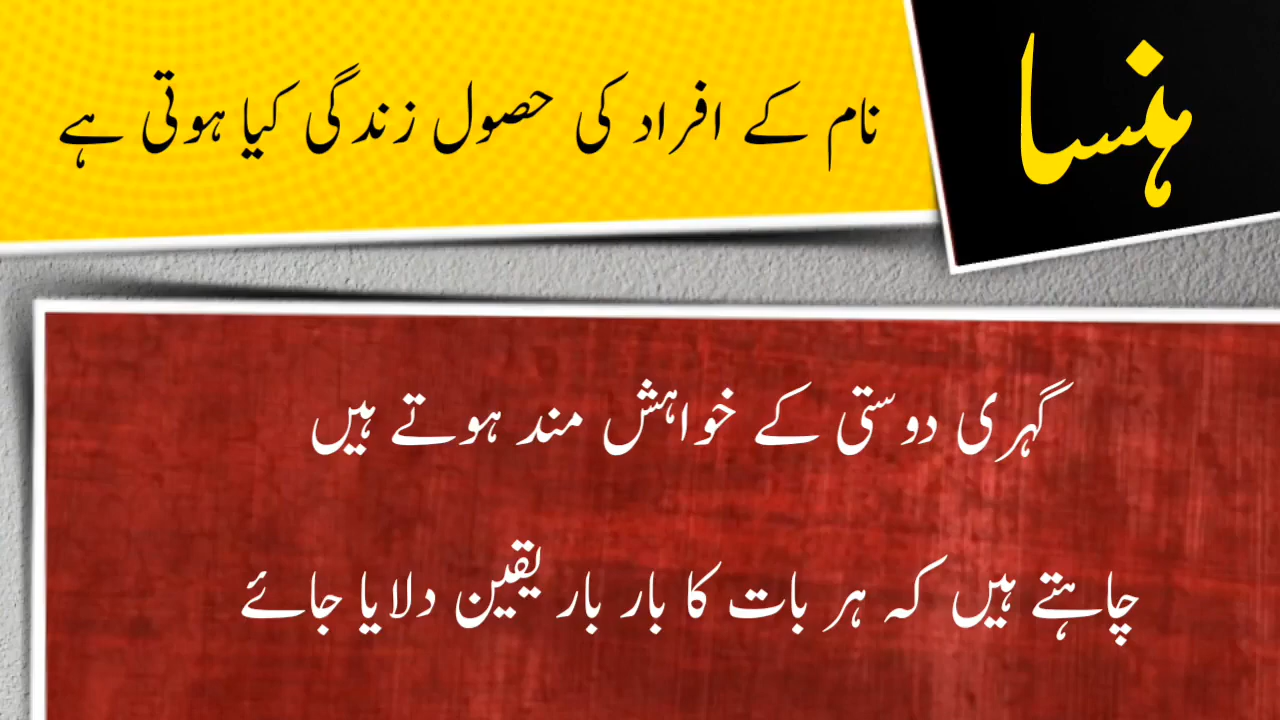 ہنسا
نام کے افراد کی حصول زندگی کیا ہوتی ہے
گہری دوستی کے خواہش مند ہوتے ہیں
چاہتے ہیں کہ ہر بات کا بار بار یقین دلایا جائے